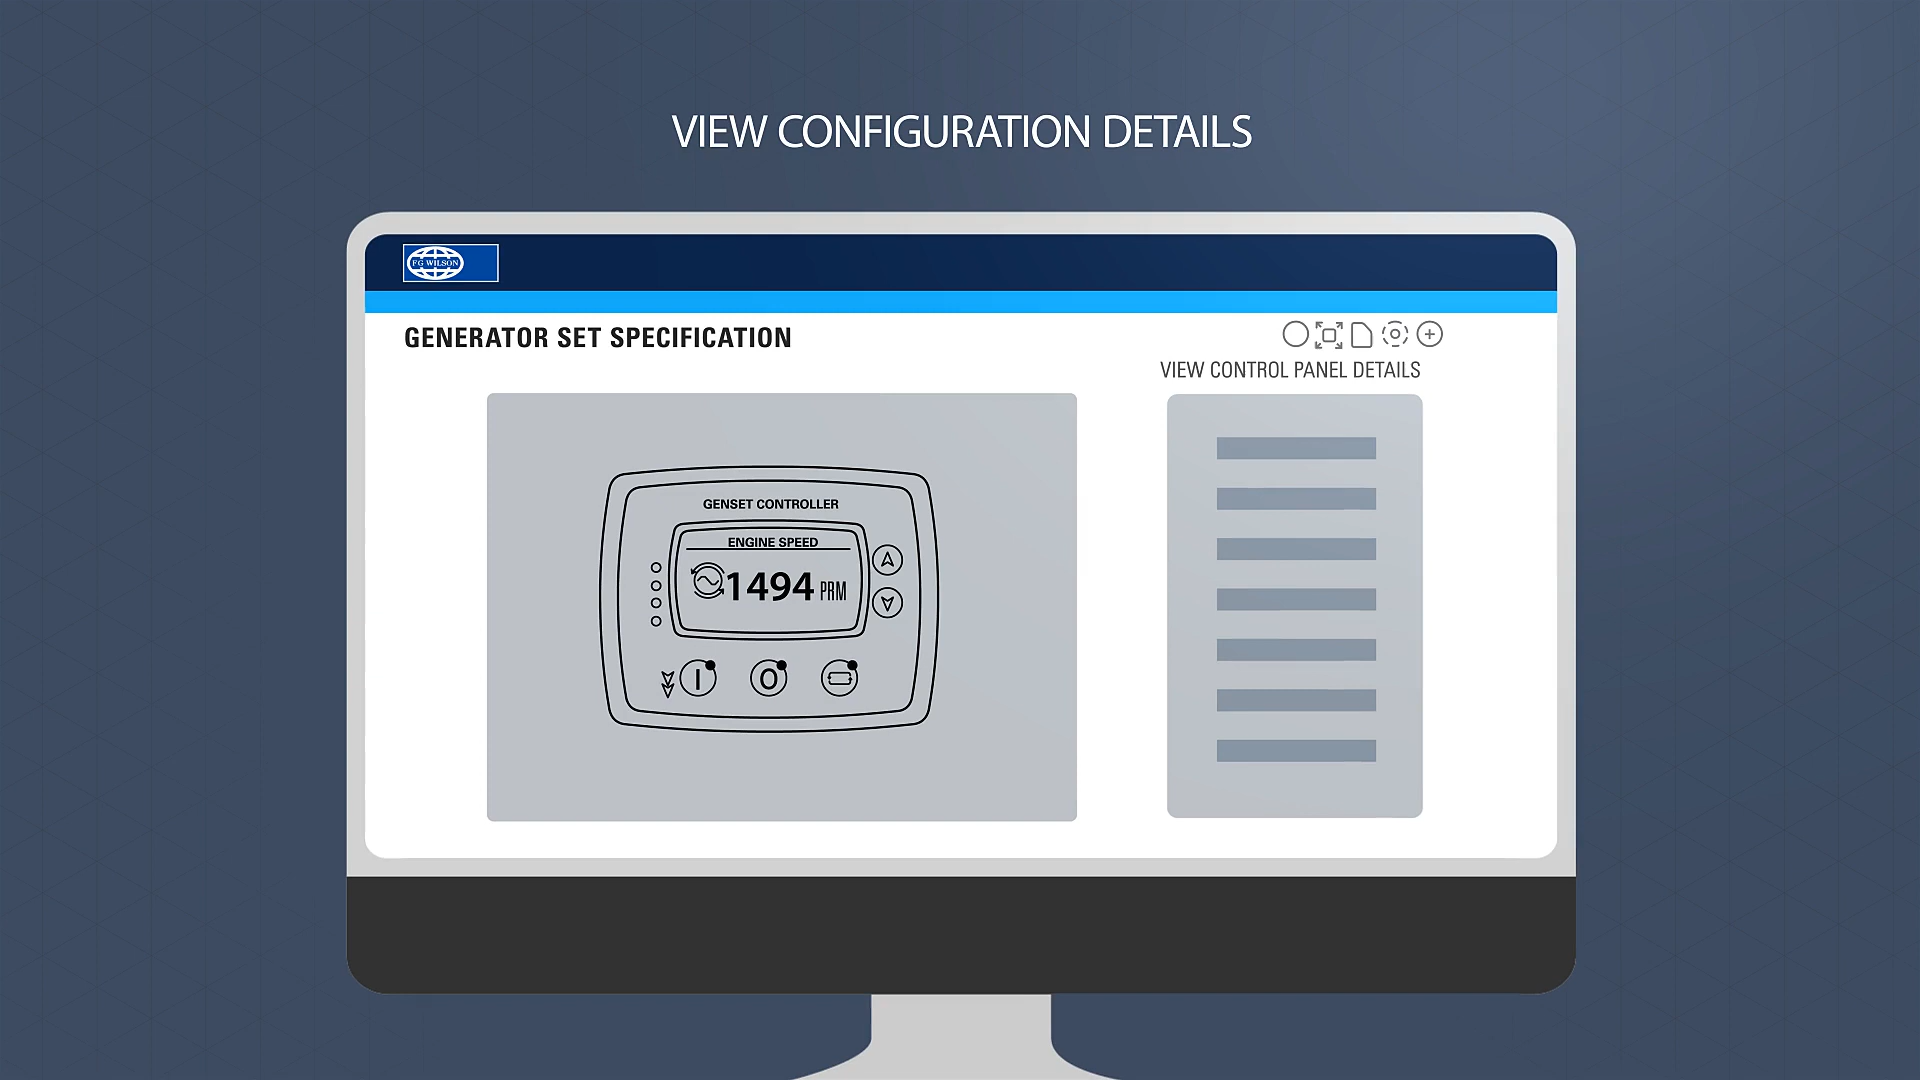 VIEW CONFIGURATION DETAILS
FG WILSON
GENERATOR SET SPECIFICATION
VIEW CONTROL PANEL DETAILS
GENSET CONTROLLER
ENGINE SPEED
1494 PRM
I O